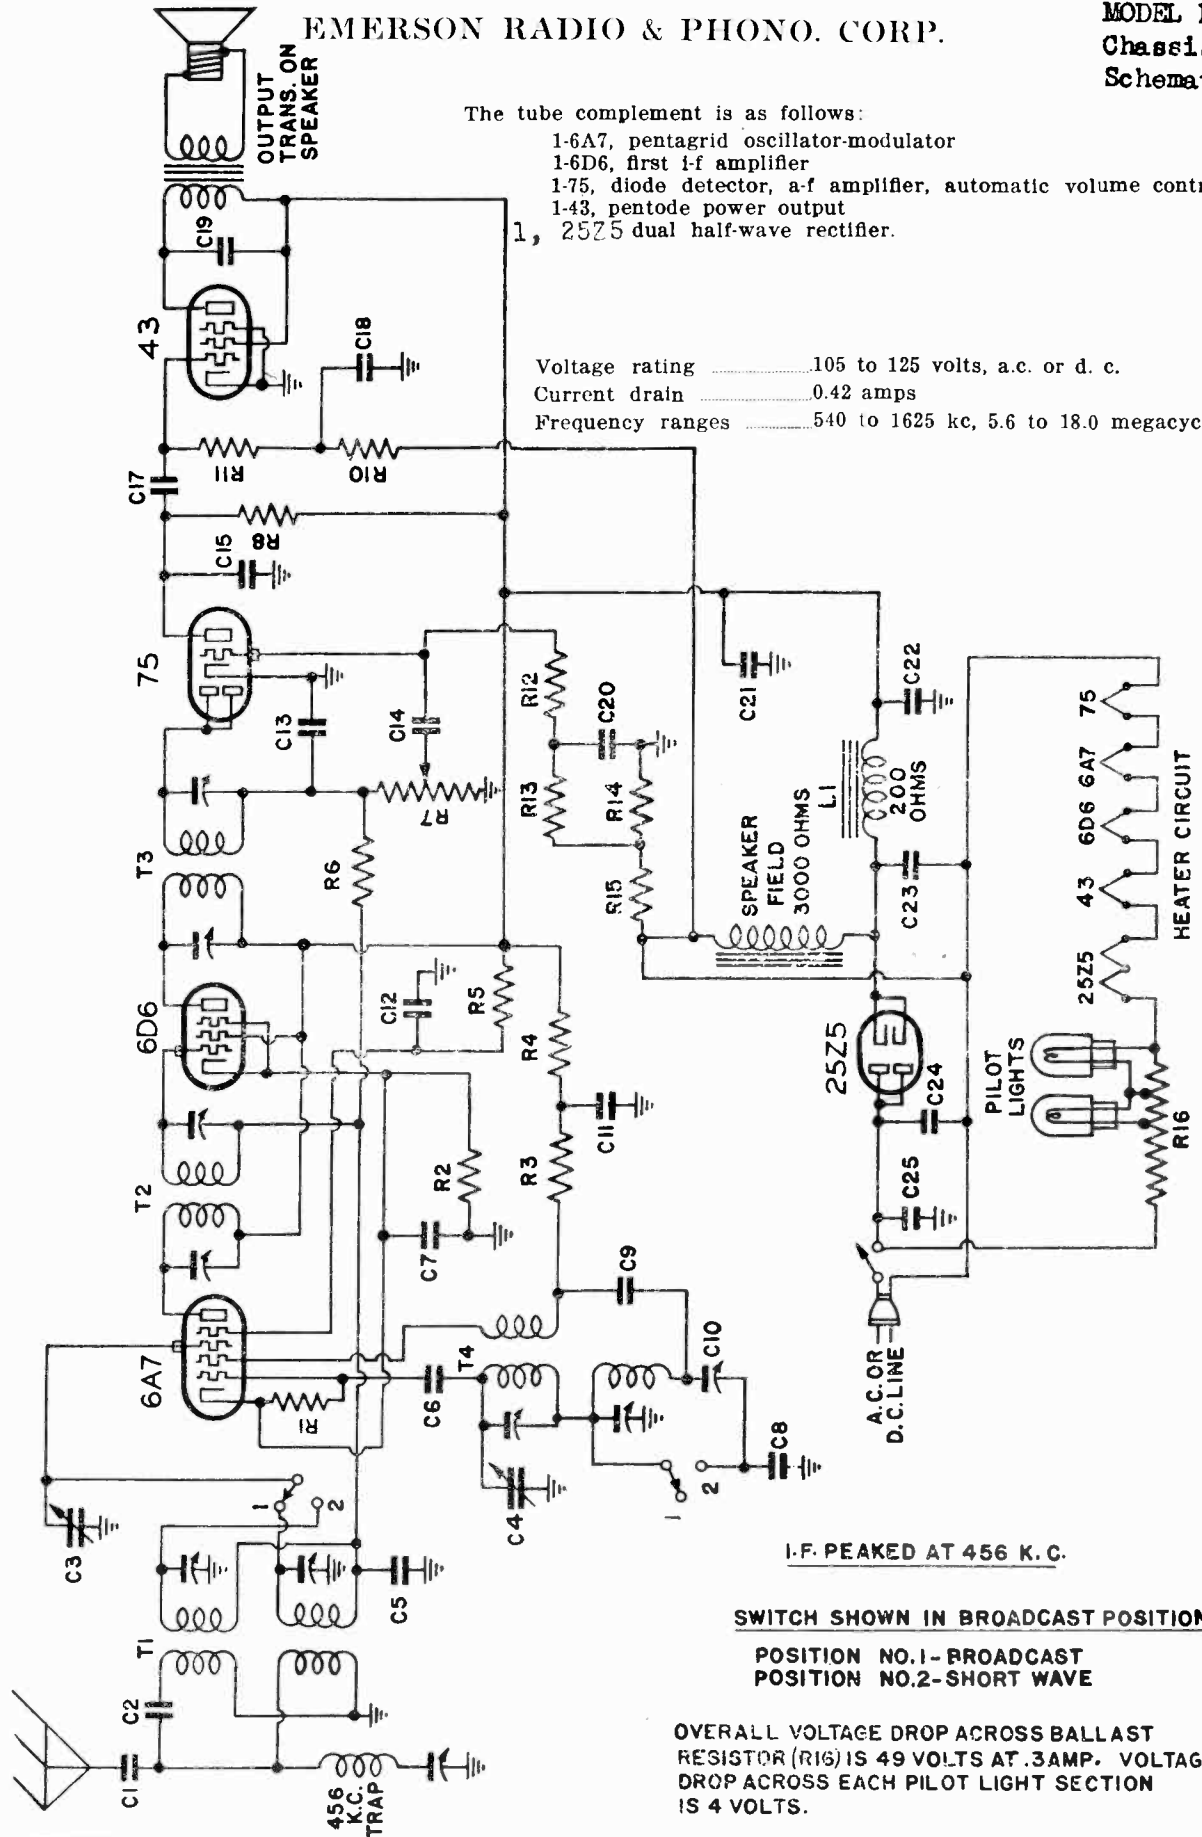 EMERSON RADIO & PHONO. CORP.
MODEL
Chassis
Schemat
The tube complement is as follows:
1-6A7, pentagrid oscillator-modulator
1-6D6, first i-f amplifier
1-75, diode detector, a-f amplifier, automatic volume contr
1-43, pentode power output
1, 25Z5 dual half-wave rectifier.
Voltage rating 105 to 125 volts, a.c. or d. c.
Current drain 0.42 amps
Frequency ranges 540 to 1625 kc, 5.6 to 18.0 megacyc
OUTPUT
TRANS. ON
SPEAKER
C19
43
C18
R11
R10
C17
R8
C15
75
C13
C14
R7
R12
C20
R13
R14
R15
C21
C22
L1
200
OHMS
SPEAKER
FIELD
3000 OHMS
C23
T3
R6
6D6
C12
R5
R4
C11
R3
T2
R2
C7
C9
6A7
R1
C6
T4
C10
C4
C8
1
2
C3
1
2
C5
T1
C2
C1
456
K.C.
TRAP
25Z5
C24
C25
A.C. OR
D.C. LINE
PILOT
LIGHTS
R16
25Z5
43
6D6
6A7
75
HEATER CIRCUIT
I.F. PEAKED AT 456 K.C.
SWITCH SHOWN IN BROADCAST POSITION
POSITION NO.1-BROADCAST
POSITION NO.2-SHORT WAVE
OVERALL VOLTAGE DROP ACROSS BALLAST
RESISTOR (R16) IS 49 VOLTS AT .3AMP. VOLTAG
DROP ACROSS EACH PILOT LIGHT SECTION
IS 4 VOLTS.